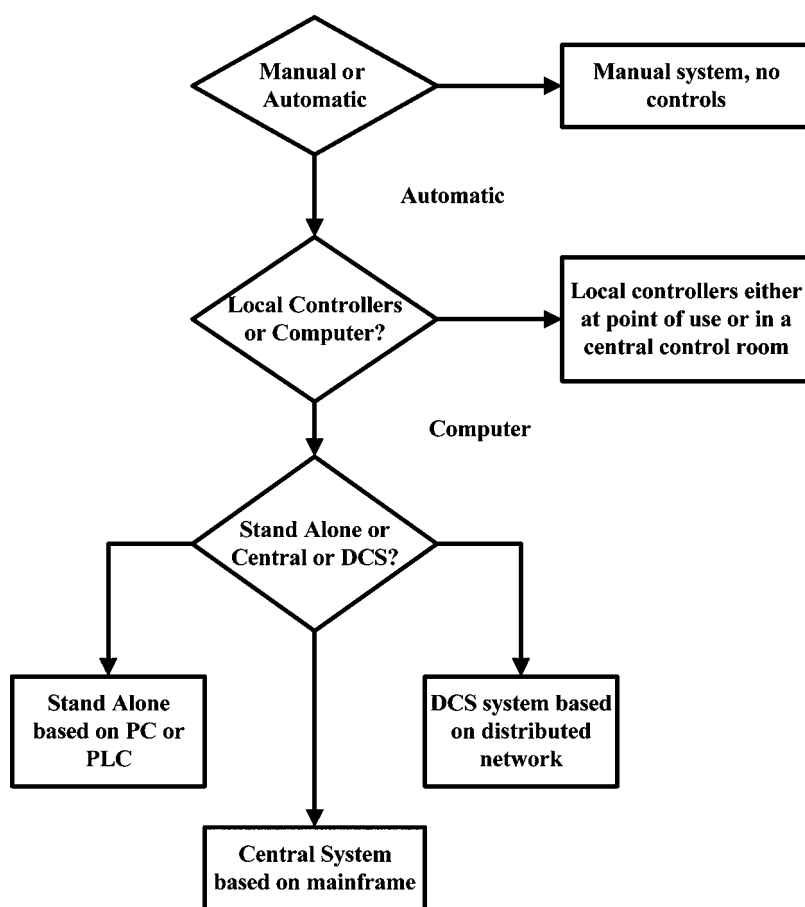 Manual or
Automatic
Manual system, no
controls
Automatic
Local Controllers
or Computer?
Local controllers either
at point of use or in a
central control room
Computer
Stand Alone or
Central or DCS?
Stand Alone
based on PC or
PLC
DCS system based
on distributed
network
Central System
based on mainframe